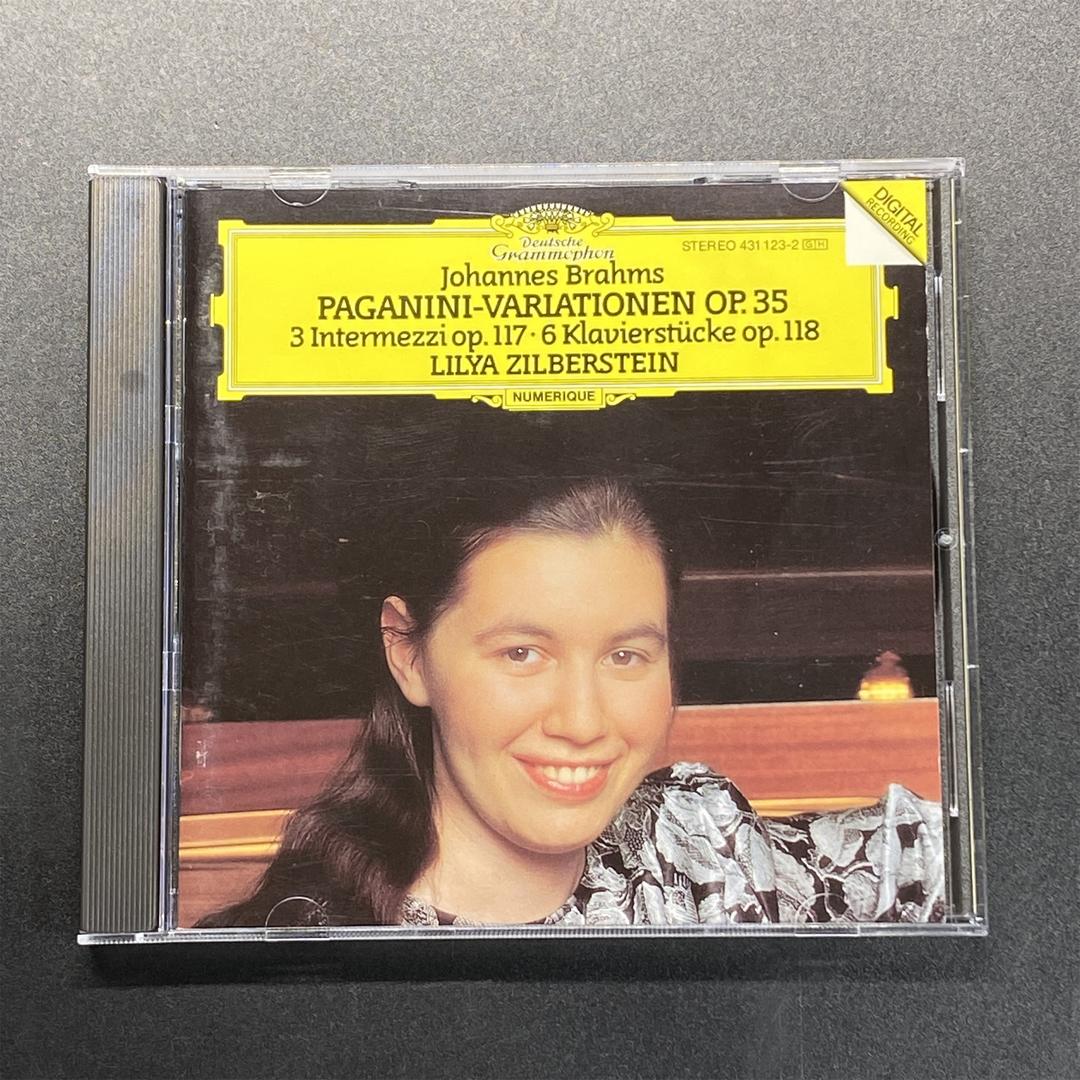 DIGITAL
RECORDING
Deutsche
Grammophon
STEREO 431 123-2 GH
Johannes Brahms
PAGANINI-VARIATIONEN OP. 35
3 Intermezzi op. 117 · 6 Klavierstücke op. 118
LILYA ZILBERSTEIN
NUMERIQUE